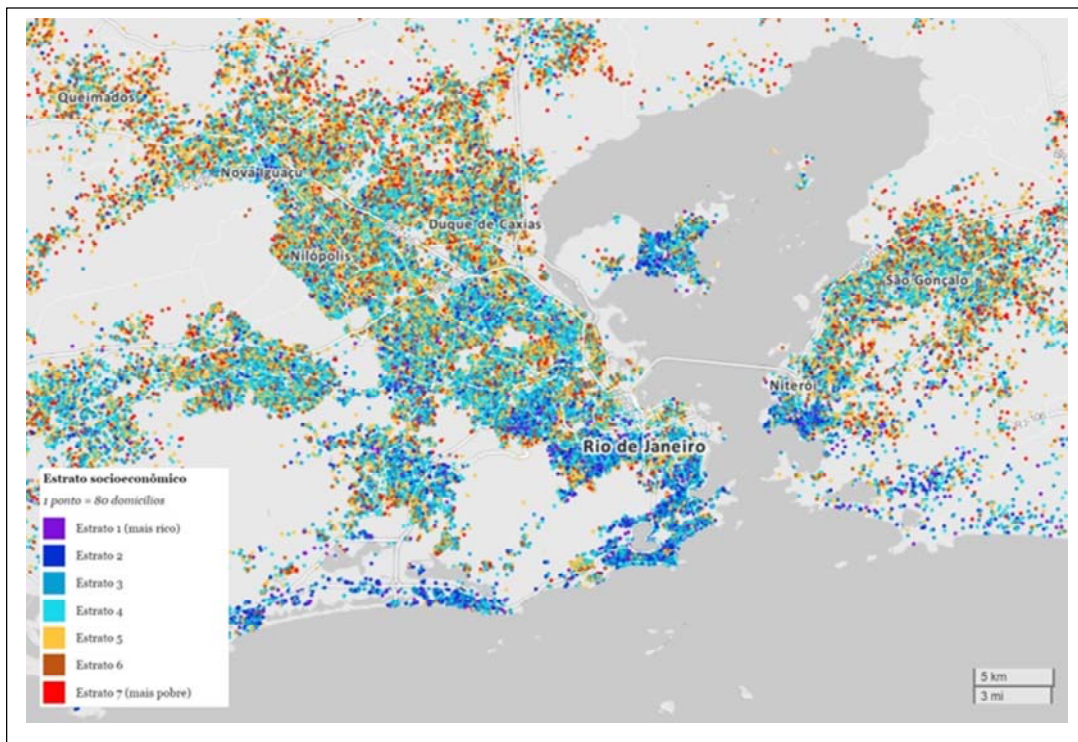 Queimados
Nova Iguaçu
Duque de Caxias
Nilópolis
São Gonçalo
Niterói
Rio de Janeiro
Estrato socioeconômico
1 ponto = 80 domicílios
Estrato 1 (mais rico)
Estrato 2
Estrato 3
Estrato 4
Estrato 5
Estrato 6
Estrato 7 (mais pobre)
5 km
3 mi